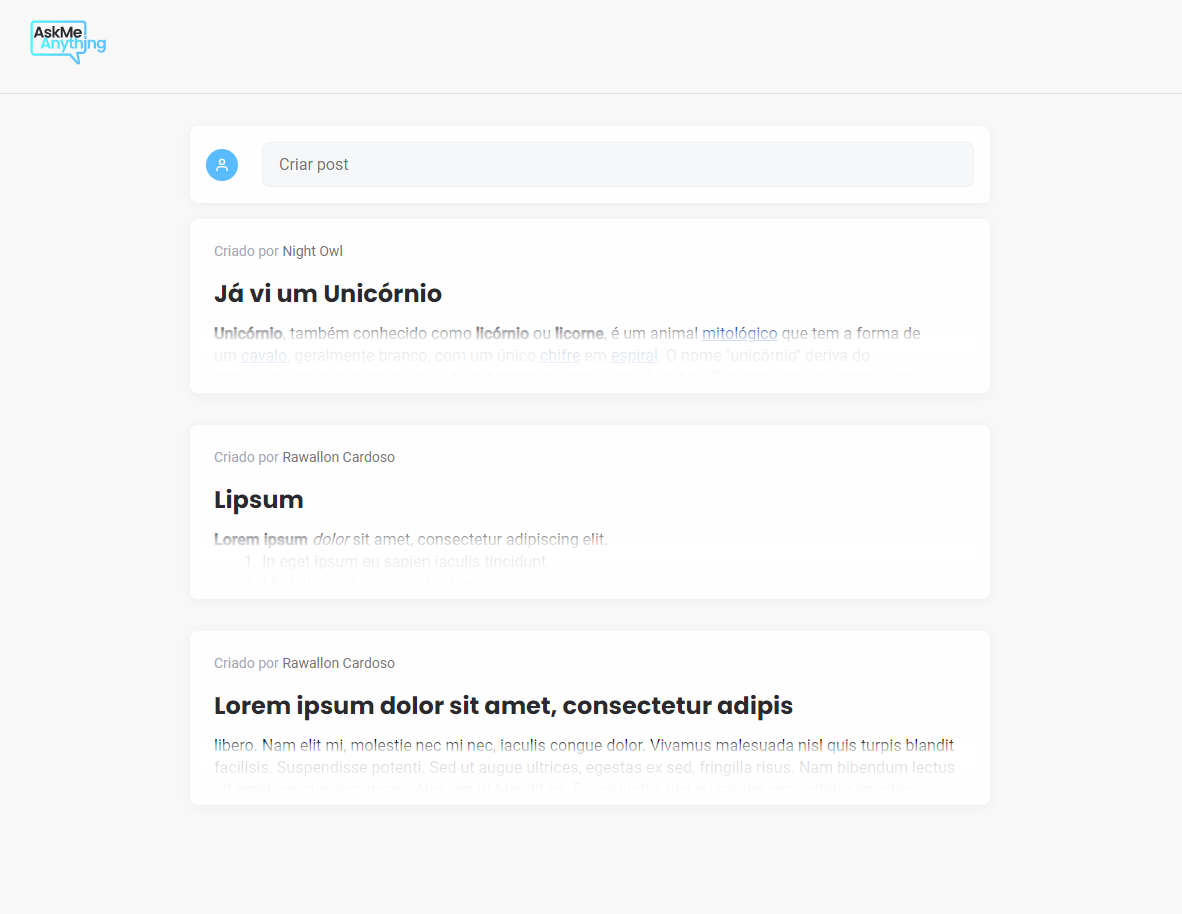 AskMe
Anything
Criar post
Criado por Night Owl
Já vi um Unicórnio
Unicórnio, também conhecido como licórnio ou licorne, é um animal mitológico que tem a forma de
um cavalo, geralmente branco, com um único chifre em espiral. O nome "unicórnio" deriva do
Criado por Rawallon Cardoso
Lipsum
Lorem ipsum dolor sit amet, consectetur adipiscing elit.
1. In eget ipsum eu sapien iaculis tincidunt.
Criado por Rawallon Cardoso
Lorem ipsum dolor sit amet, consectetur adipis
libero. Nam elit mi, molestie nec mi nec, iaculis congue dolor. Vivamus malesuada nisl quis turpis blandit
facilisis. Suspendisse potenti. Sed ut augue ultrices, egestas ex sed, fringilla risus. Nam bibendum lectus